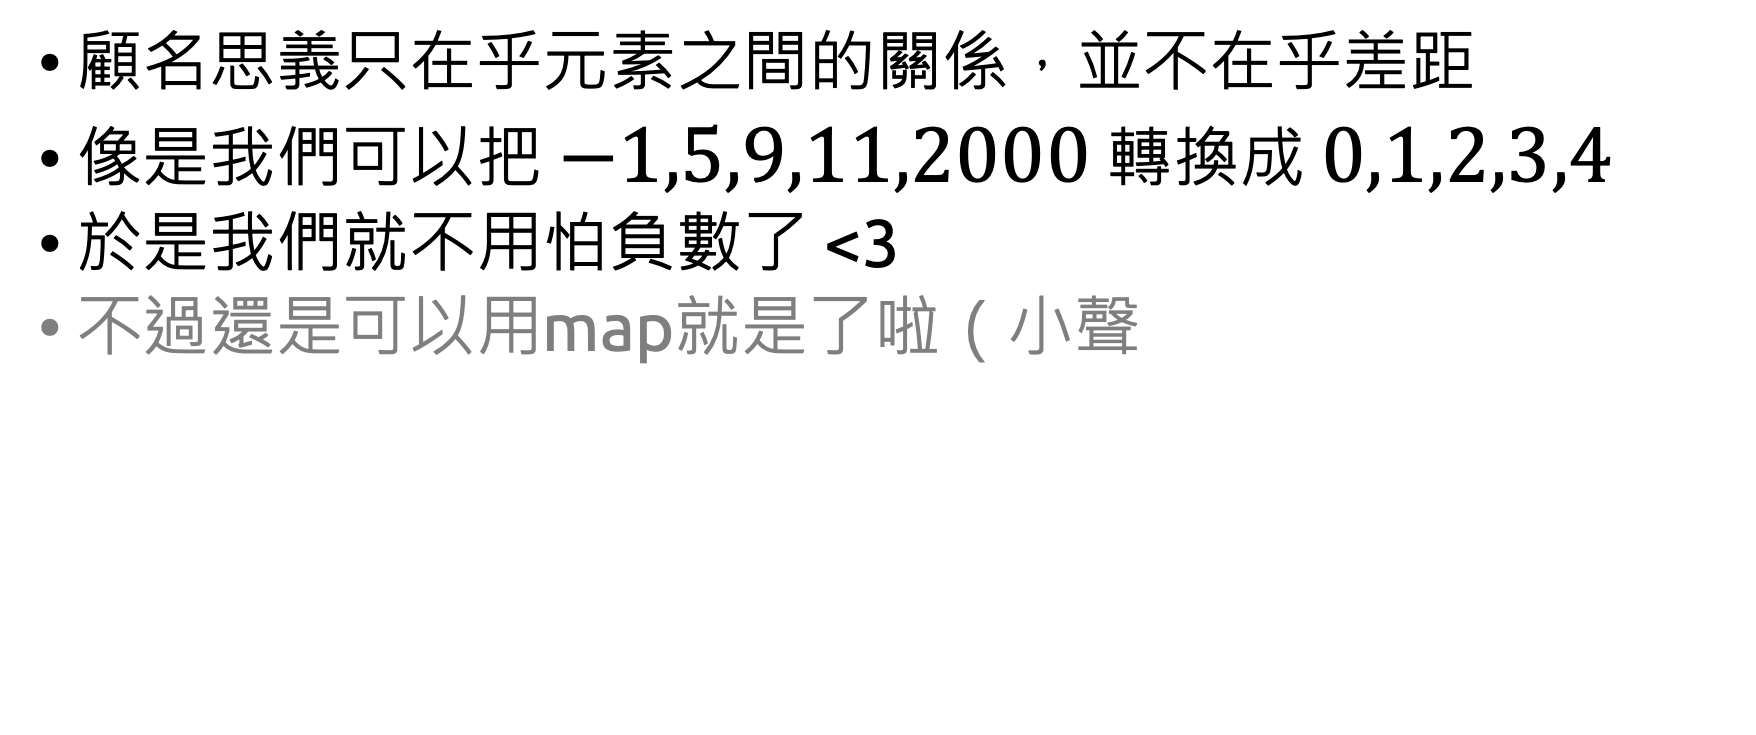 • 顧名思義只在乎元素之間的關係，並不在乎差距
• 像是我們可以把 −1,5,9,11,2000 轉換成 0,1,2,3,4
• 於是我們就不用怕負數了 <3
• 不過還是可以用map就是了啦（小聲